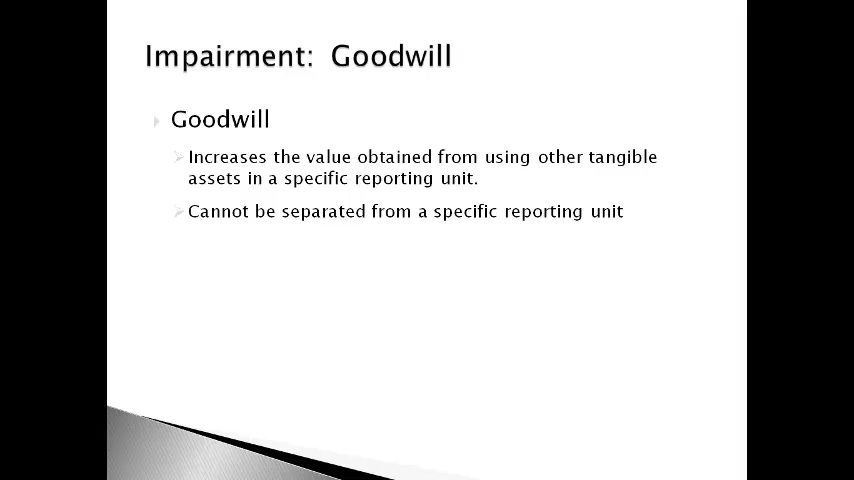 Impairment:  Goodwill
Goodwill
Increases the value obtained from using other tangible
assets in a specific reporting unit.
Cannot be separated from a specific reporting unit